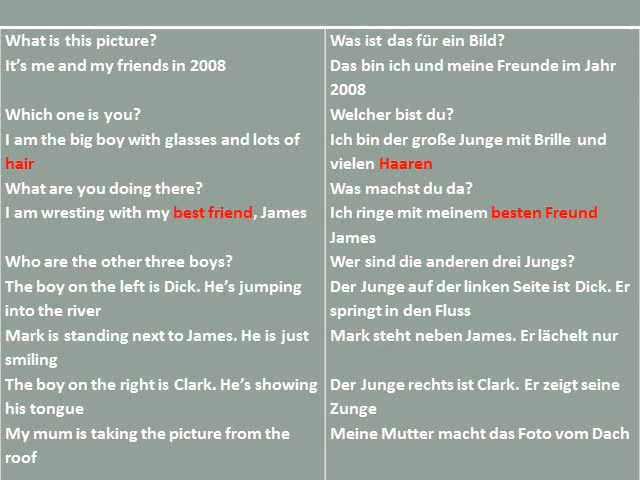 What is this picture?
It's me and my friends in 2008
Which one is you?
I am the big boy with glasses and lots of
hair
What are you doing there?
I am wresting with my best friend, James
Who are the other three boys?
The boy on the left is Dick. He's jumping
into the river
Mark is standing next to James. He is just
smiling
The boy on the right is Clark. He's showing
his tongue
My mum is taking the picture from the
roof
Was ist das für ein Bild?
Das bin ich und meine Freunde im Jahr
2008
Welcher bist du?
Ich bin der große Junge mit Brille und
vielen Haaren
Was machst du da?
Ich ringe mit meinem besten Freund
James
Wer sind die anderen drei Jungs?
Der Junge auf der linken Seite ist Dick. Er
springt in den Fluss
Mark steht neben James. Er lächelt nur
Der Junge rechts ist Clark. Er zeigt seine
Zunge
Meine Mutter macht das Foto vom Dach